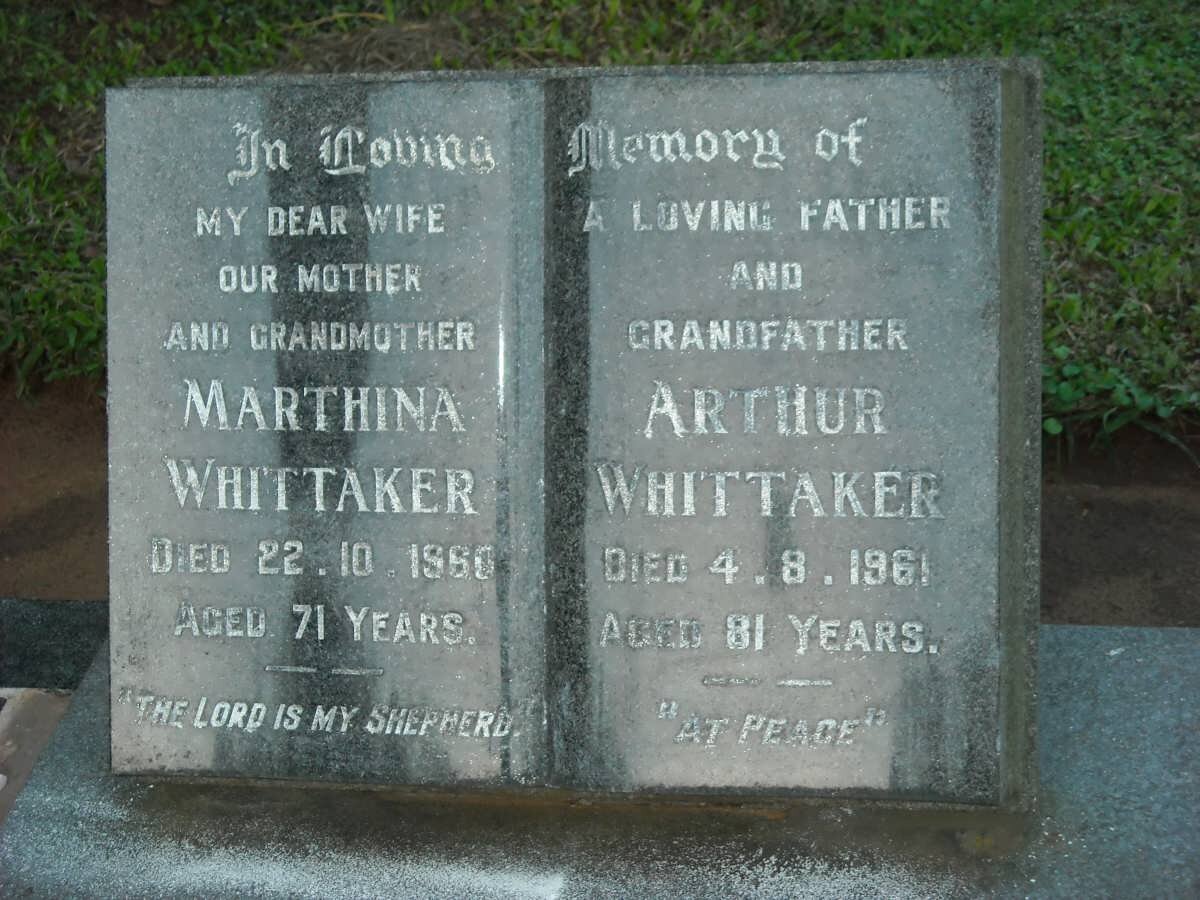 In Loving Memory of
MY DEAR WIFE
OUR MOTHER
AND GRANDMOTHER
MARTHINA
WHITTAKER
DIED 22.10.1960
AGED 71 YEARS.
"THE LORD IS MY SHEPHERD."
A LOVING FATHER
AND
GRANDFATHER
ARTHUR
WHITTAKER
DIED 4.8.1961
AGED 81 YEARS.
"AT PEACE"